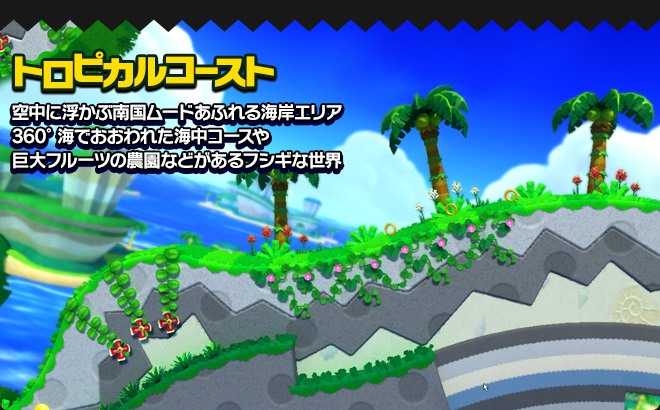 トロピカルコースト
空中に浮かぶ南国ムードあふれる海岸エリア
360°海でおおわれた海中コースや
巨大フルーツの農園などがあるフシギな世界